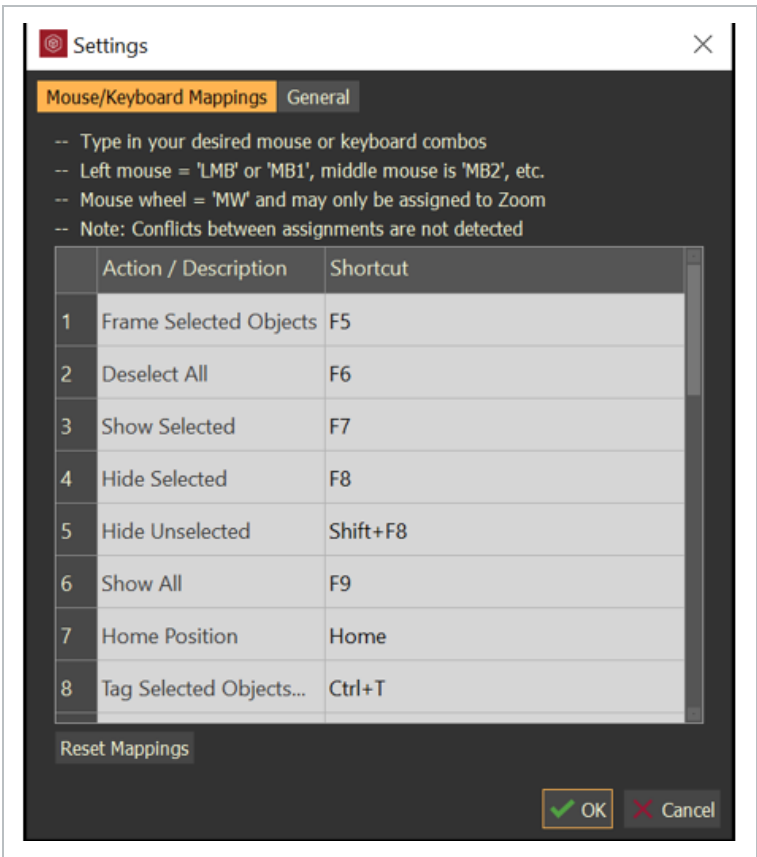 Settings
Mouse/Keyboard Mappings General
-- Type in your desired mouse or keyboard combos
-- Left mouse = 'LMB' or 'MB1', middle mouse is 'MB2', etc.
-- Mouse wheel = 'MW' and may only be assigned to Zoom
-- Note: Conflicts between assignments are not detected
Action / Description Shortcut
1 Frame Selected Objects F5
2 Deselect All F6
3 Show Selected F7
4 Hide Selected F8
5 Hide Unselected Shift+F8
6 Show All F9
7 Home Position Home
8 Tag Selected Objects... Ctrl+T
Reset Mappings
OK Cancel